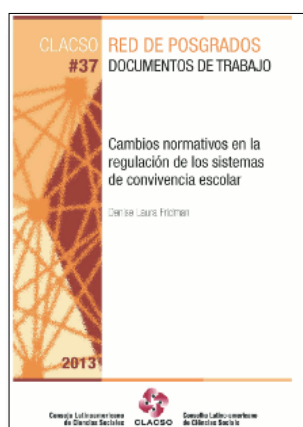 CLACSO RED DE POSGRADOS
#37 DOCUMENTOS DE TRABAJO
Cambios normativos en la
regulación de los sistemas
de convivencia escolar
Denise Laura Fridman
2013
Consejo Latinoamericano
de Ciencias Sociales
CLACSO
Conselho Latino-americano
de Ciências Sociais